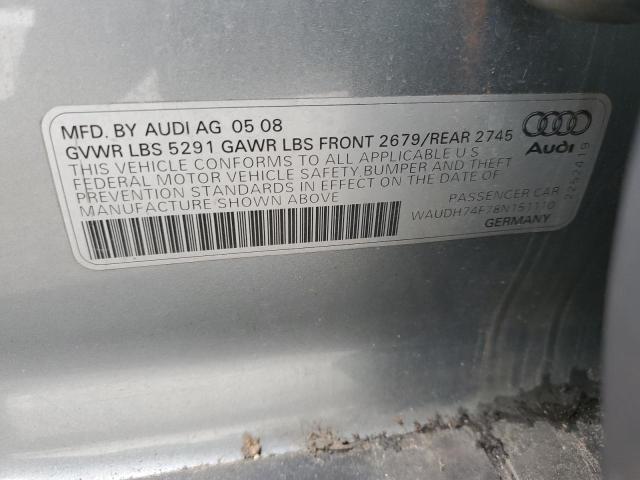 MFD. BY AUDI AG 05 08
GVWR LBS 5291 GAWR LBS FRONT 2679/REAR 2745
THIS VEHICLE CONFORMS TO ALL APPLICABLE U S
FEDERAL MOTOR VEHICLE SAFETY, BUMPER AND THEFT
PREVENTION STANDARDS IN EFFECT ON THE DATE OF
MANUFACTURE SHOWN ABOVE
PASSENGER CAR
WAUDH74F78N151110
GERMANY
Audi
2252419